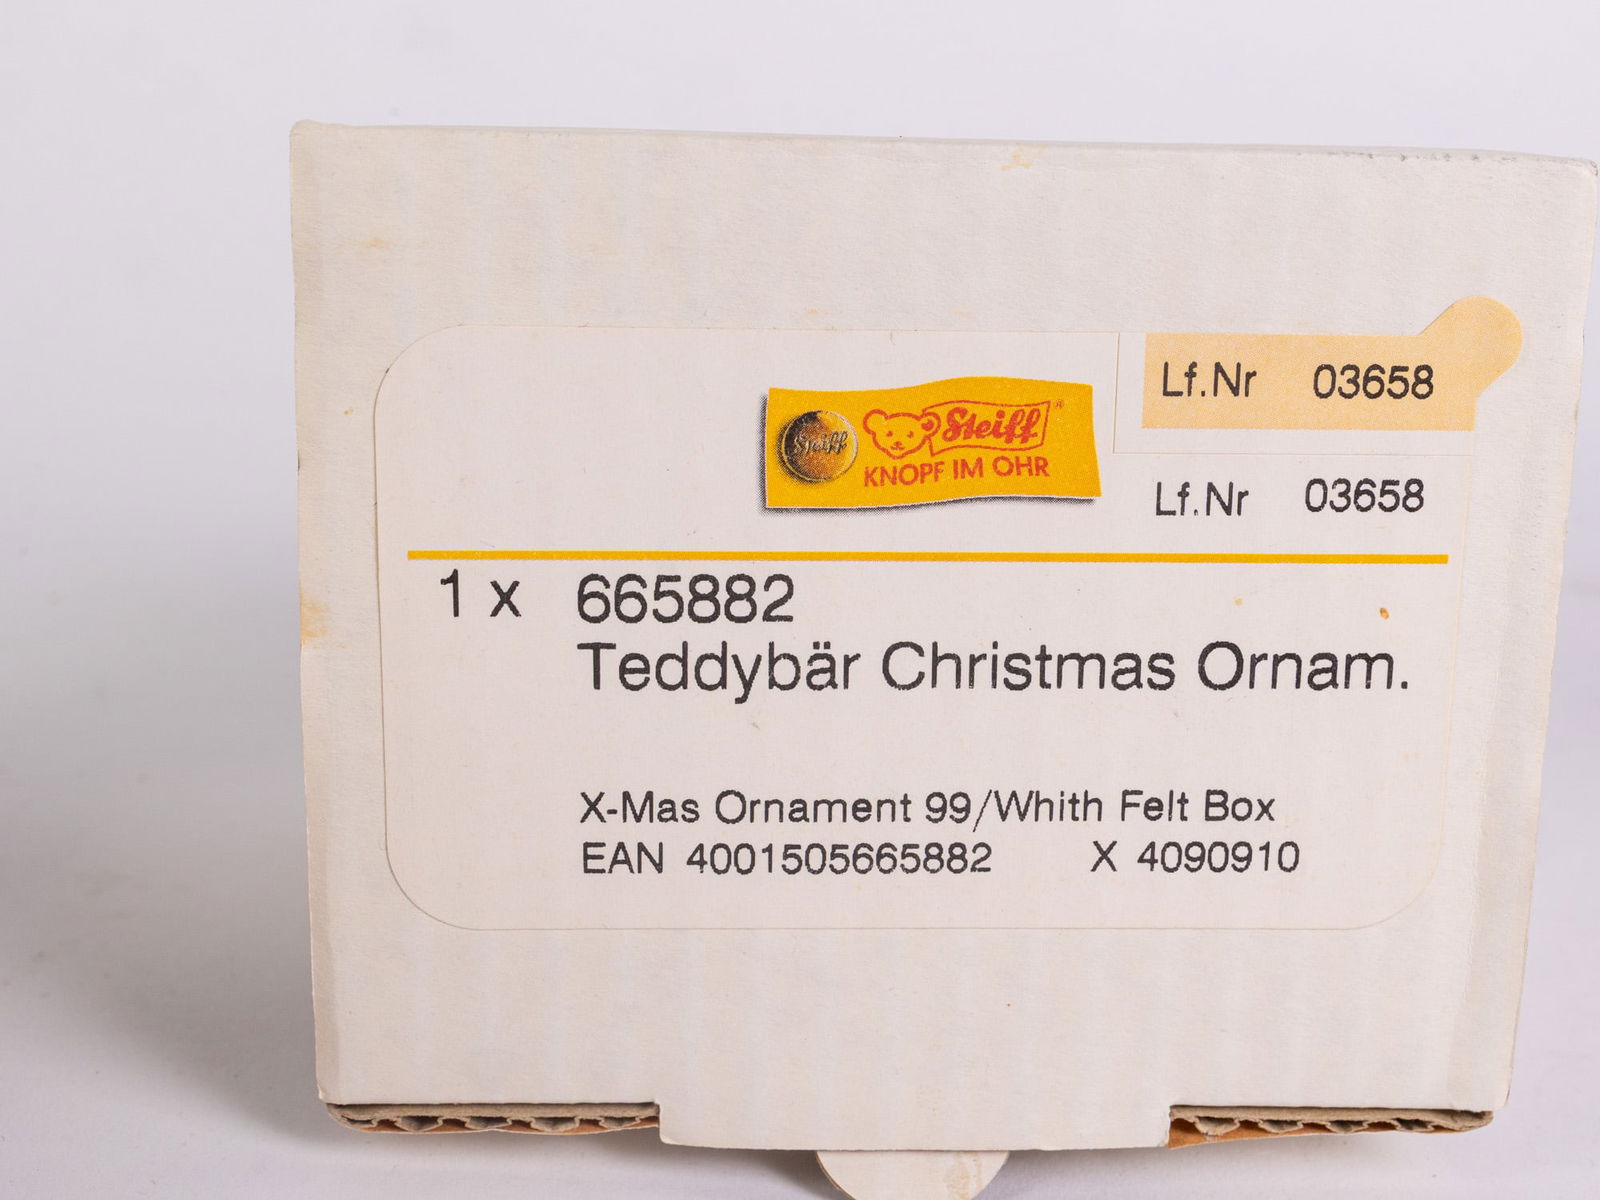 Lf.Nr 03658
Steiff Steiff®
KNOPF IM OHR
Lf.Nr 03658
1 x 665882
Teddybär Christmas Ornam.
X-Mas Ornament 99/Whith Felt Box
EAN 4001505665882 X 4090910